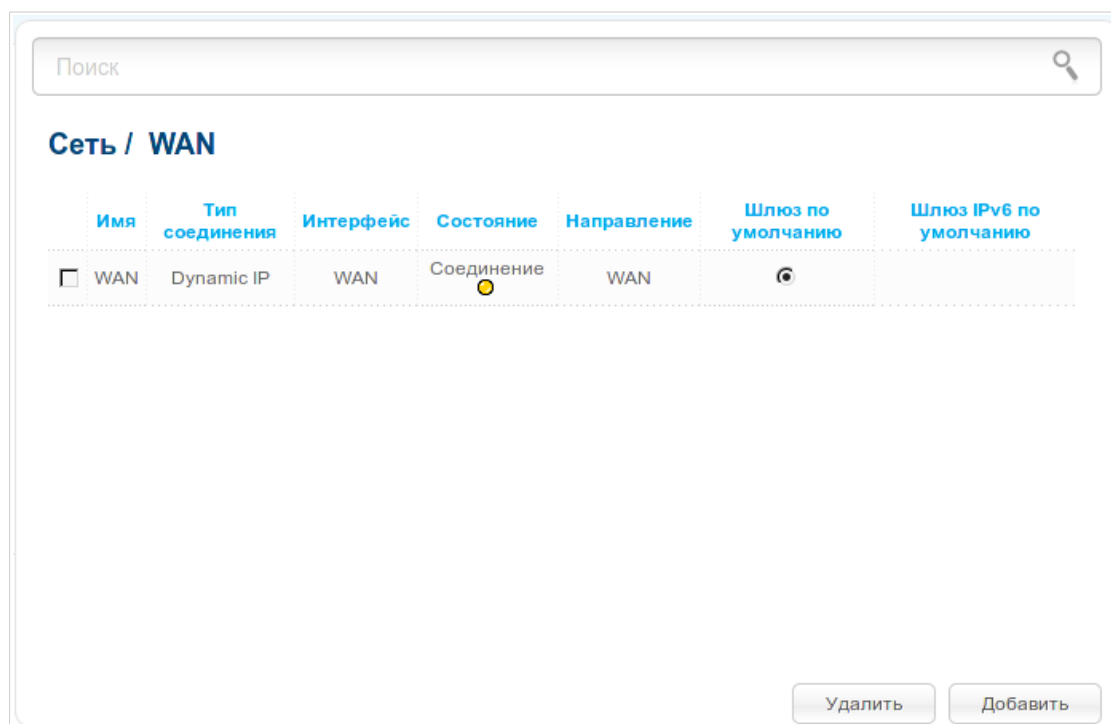 Поиск
Сеть / WAN
Имя Тип соединения Интерфейс Состояние Направление Шлюз по умолчанию Шлюз IPv6 по умолчанию
WAN Dynamic IP WAN Соединение WAN
Удалить Добавить